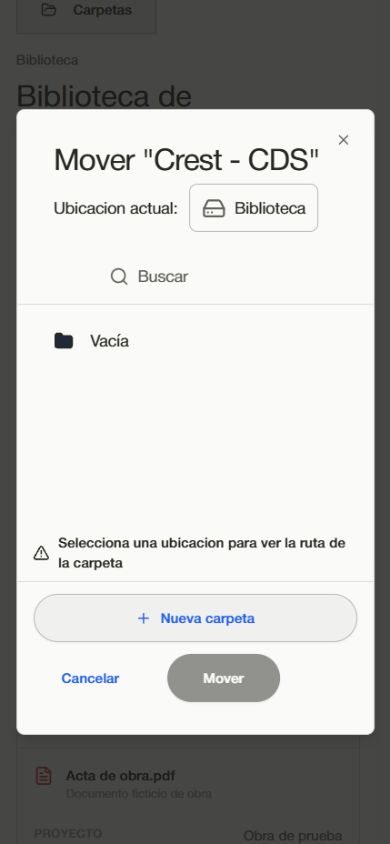 Carpetas
Biblioteca
Biblioteca de
Mover "Crest - CDS"
Ubicacion actual: Biblioteca
Buscar
Vacía
Selecciona una ubicacion para ver la ruta de
la carpeta
Nueva carpeta
Cancelar Mover
Acta de obra.pdf
Documento ficticio de obra
PROYECTO Obra de prueba